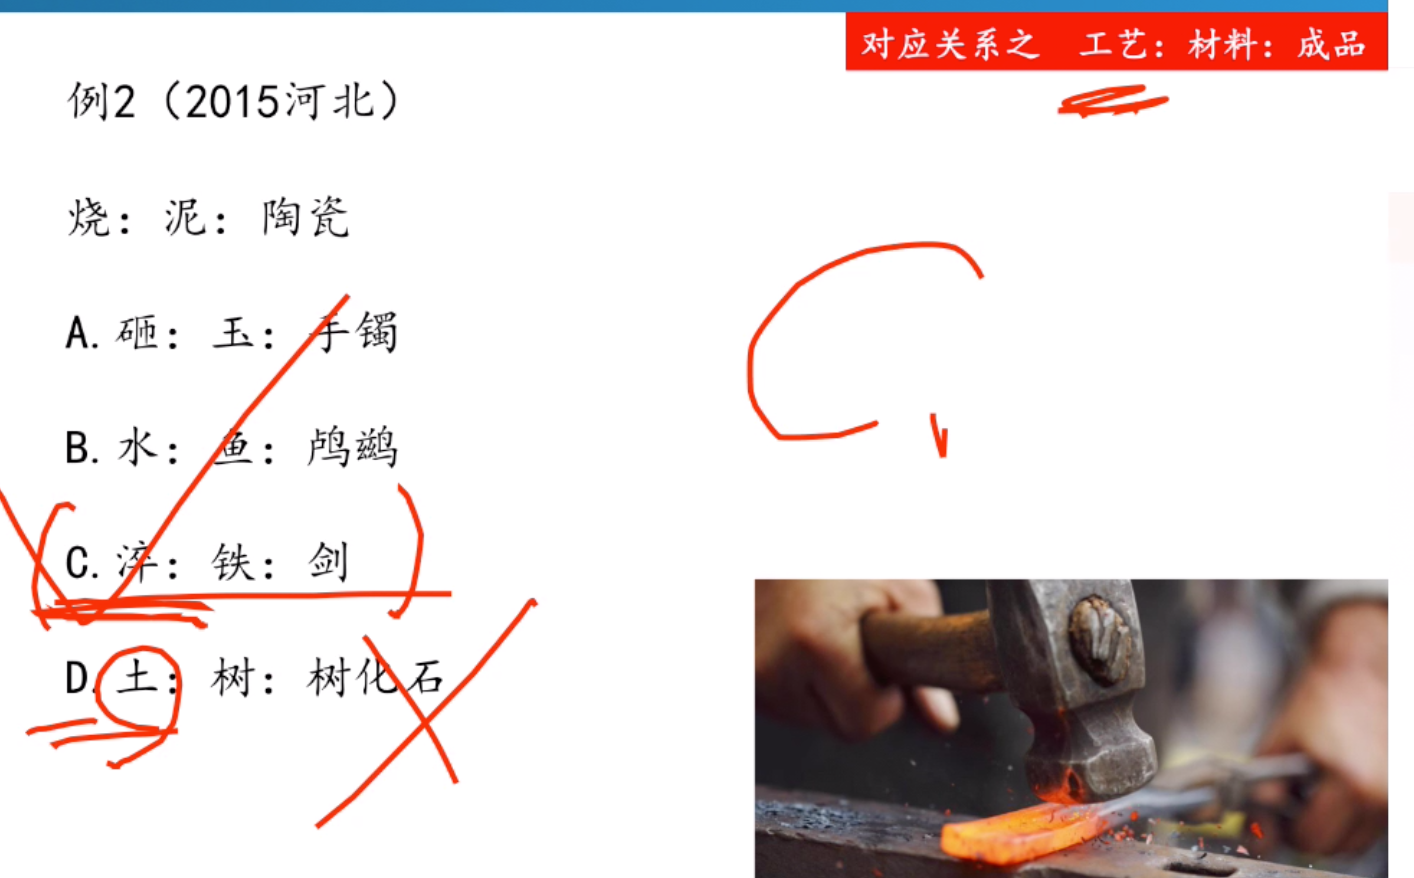 对应关系之 工艺：材料：成品
例2（2015河北）
烧：泥：陶瓷
A.砸：玉：手镯
B.水：鱼：鸬鹚
C.淬：铁：剑
D.土：树：树化石